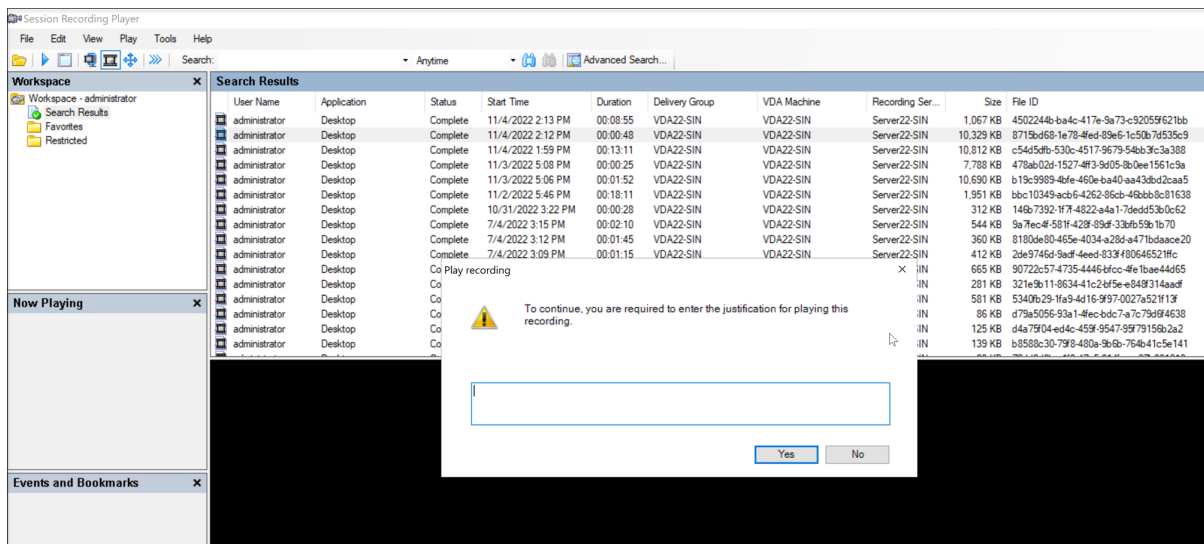 Session Recording Player
File Edit View Play Tools Help
Search: Anytime Advanced Search...
Workspace x
Workspace - administrator
Search Results
Favorites
Restricted
Now Playing x
Events and Bookmarks x
Search Results
User Name Application Status Start Time Duration Delivery Group VDA Machine Recording Ser... Size File ID
administrator Desktop Complete 11/4/2022 2:13 PM 00:08:55 VDA22-SIN VDA22-SIN Server22-SIN 1,067 KB 4502244b-ba4c-417e-9a73-c92055f621bb
administrator Desktop Complete 11/4/2022 2:12 PM 00:00:48 VDA22-SIN VDA22-SIN Server22-SIN 10,329 KB 8715bd68-1e78-4fed-89e6-1c50b7d535c9
administrator Desktop Complete 11/4/2022 1:59 PM 00:13:11 VDA22-SIN VDA22-SIN Server22-SIN 10,812 KB c54d5dfb-530c-4517-9679-54bb3fc3a388
administrator Desktop Complete 11/3/2022 5:08 PM 00:00:25 VDA22-SIN VDA22-SIN Server22-SIN 7,788 KB 478ab02d-1527-4ff3-9d05-8b0ee1561c9a
administrator Desktop Complete 11/3/2022 5:06 PM 00:01:52 VDA22-SIN VDA22-SIN Server22-SIN 10,690 KB b19c9989-4bfe-460e-ba40-aa43dbd2caa5
administrator Desktop Complete 11/2/2022 5:46 PM 00:18:11 VDA22-SIN VDA22-SIN Server22-SIN 1,951 KB bbc10349-acb6-4262-86cb-46bbb8c81638
administrator Desktop Complete 10/31/2022 3:22 PM 00:00:28 VDA22-SIN VDA22-SIN Server22-SIN 312 KB 146b7392-1f7f-4822-a4a1-7dedd53b0c62
administrator Desktop Complete 7/4/2022 3:15 PM 00:02:10 VDA22-SIN VDA22-SIN Server22-SIN 544 KB 9a7fec4f-581f-428f-89df-33bfb59b1b70
administrator Desktop Complete 7/4/2022 3:12 PM 00:01:45 VDA22-SIN VDA22-SIN Server22-SIN 360 KB 8180de80-465e-4034-a28d-a471bdaace20
administrator Desktop Complete 7/4/2022 3:09 PM 00:01:15 VDA22-SIN VDA22-SIN Server22-SIN 412 KB 2de9746d-9adf-4eed-833f-f80646521ffc
administrator Desktop Co SIN 665 KB 90722c57-4735-4446-bfcc-4fe1bae44d65
administrator Desktop Co SIN 281 KB 321e9b11-8634-41c2-bf5e-e848f314aadf
administrator Desktop Co SIN 581 KB 5340fb29-1fa9-4d16-9f97-0027a521f13f
administrator Desktop Co SIN 86 KB d79a5056-93a1-4fec-bdc7-a7c79d6f4638
administrator Desktop Co SIN 125 KB d4a75f04-ed4c-459f-9547-95f79156b2a2
administrator Desktop Co SIN 139 KB b8588c30-79f8-480a-9b6b-764b41c5e141
Play recording
To continue, you are required to enter the justification for playing this
recording.
Yes No